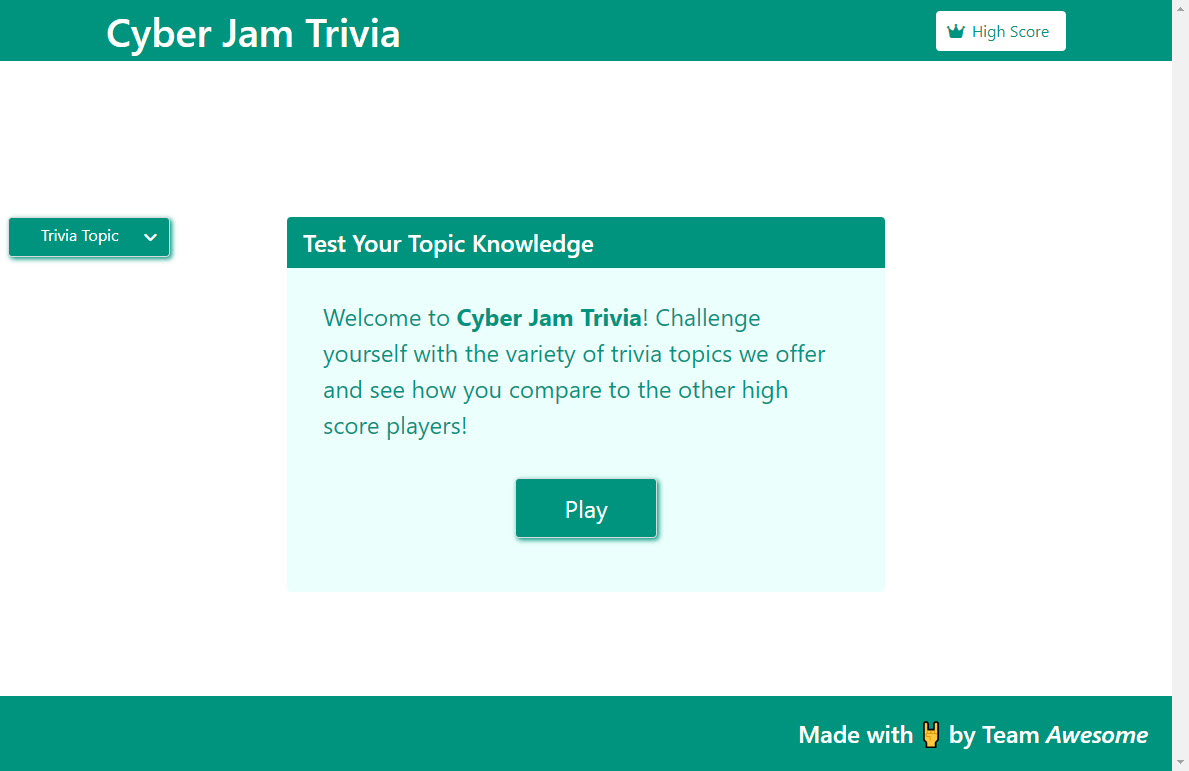 Cyber Jam Trivia
High Score
Trivia Topic
Test Your Topic Knowledge
Welcome to Cyber Jam Trivia! Challenge
yourself with the variety of trivia topics we offer
and see how you compare to the other high
score players!
Play
Made with 🤘 by Team Awesome